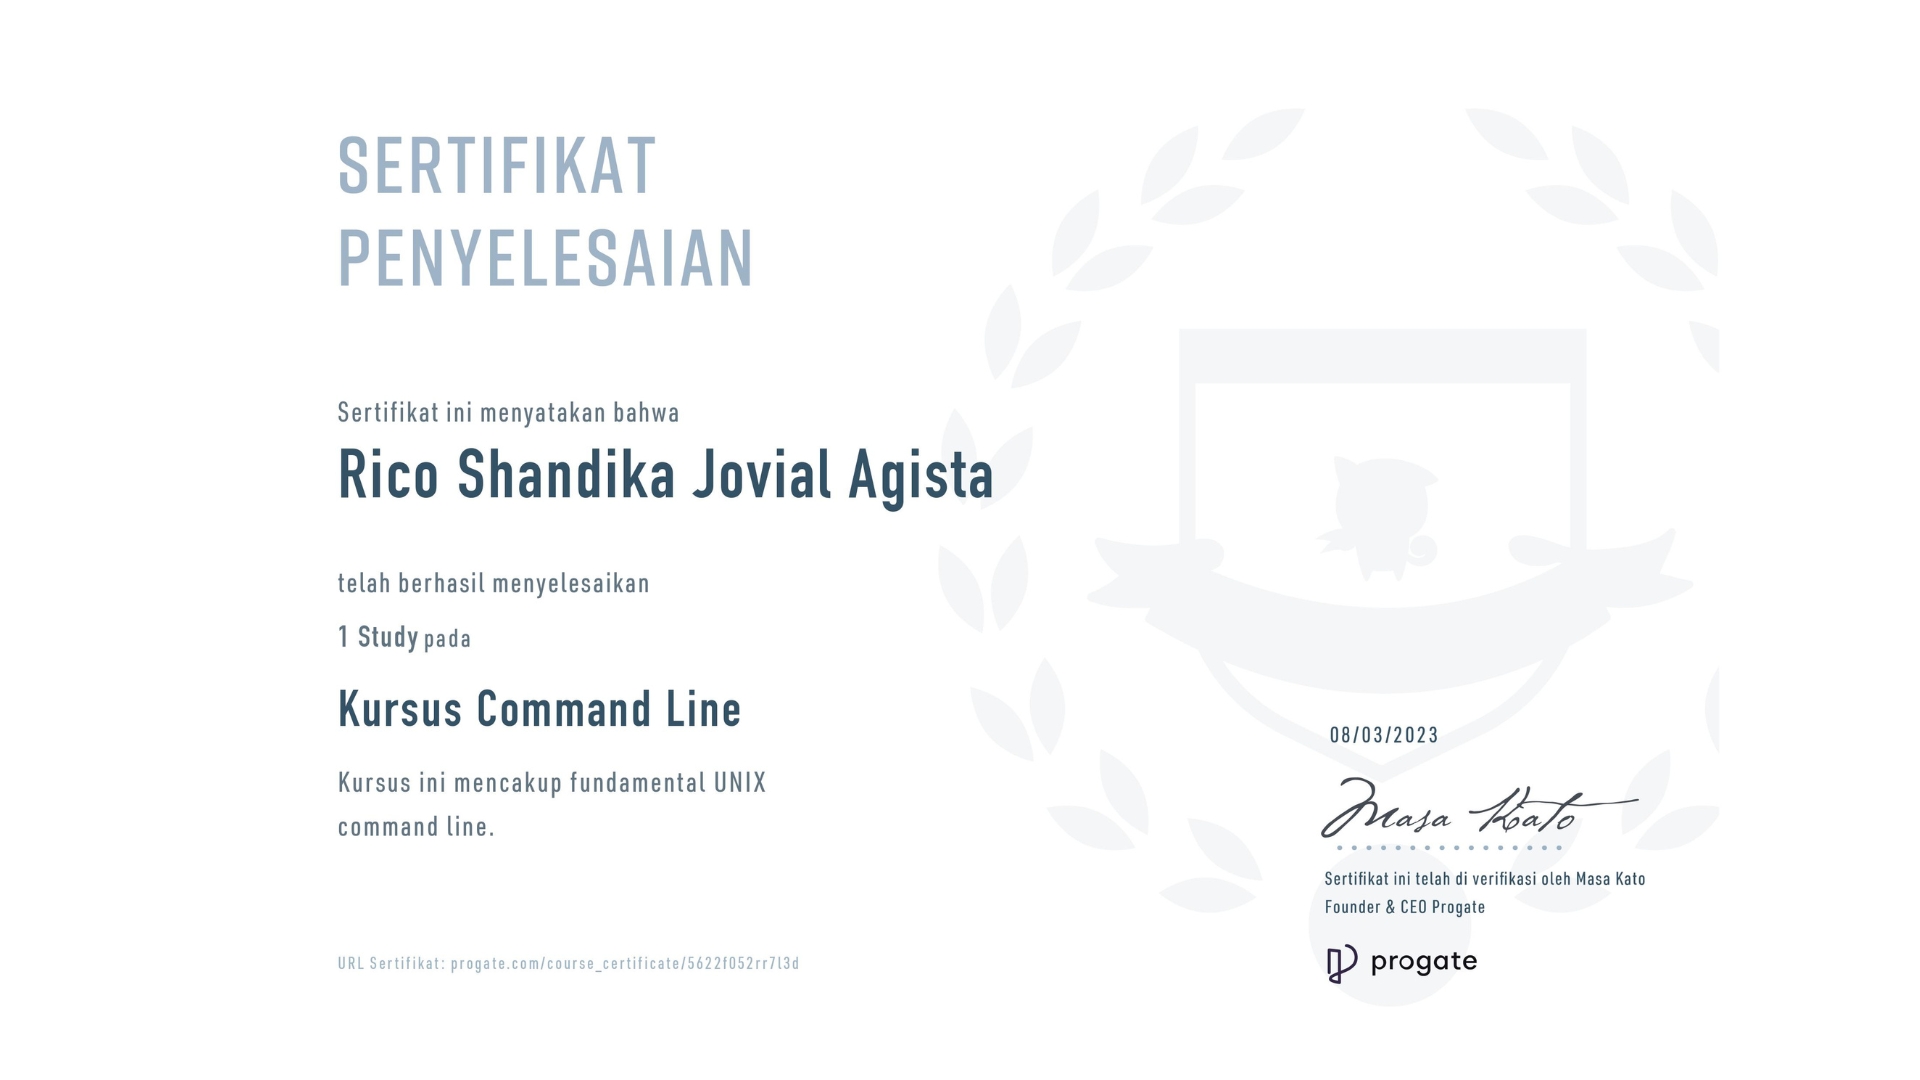 SERTIFIKAT
PENYELESAIAN
Sertifikat ini menyatakan bahwa
Rico Shandika Jovial Agista
telah berhasil menyelesaikan
1 Study pada
Kursus Command Line
Kursus ini mencakup fundamental UNIX
command line.
URL Sertifikat: progate.com/course_certificate/5622f052rr7l3d
08/03/2023
Masa Kato
Sertifikat ini telah di verifikasi oleh Masa Kato
Founder & CEO Progate
progate